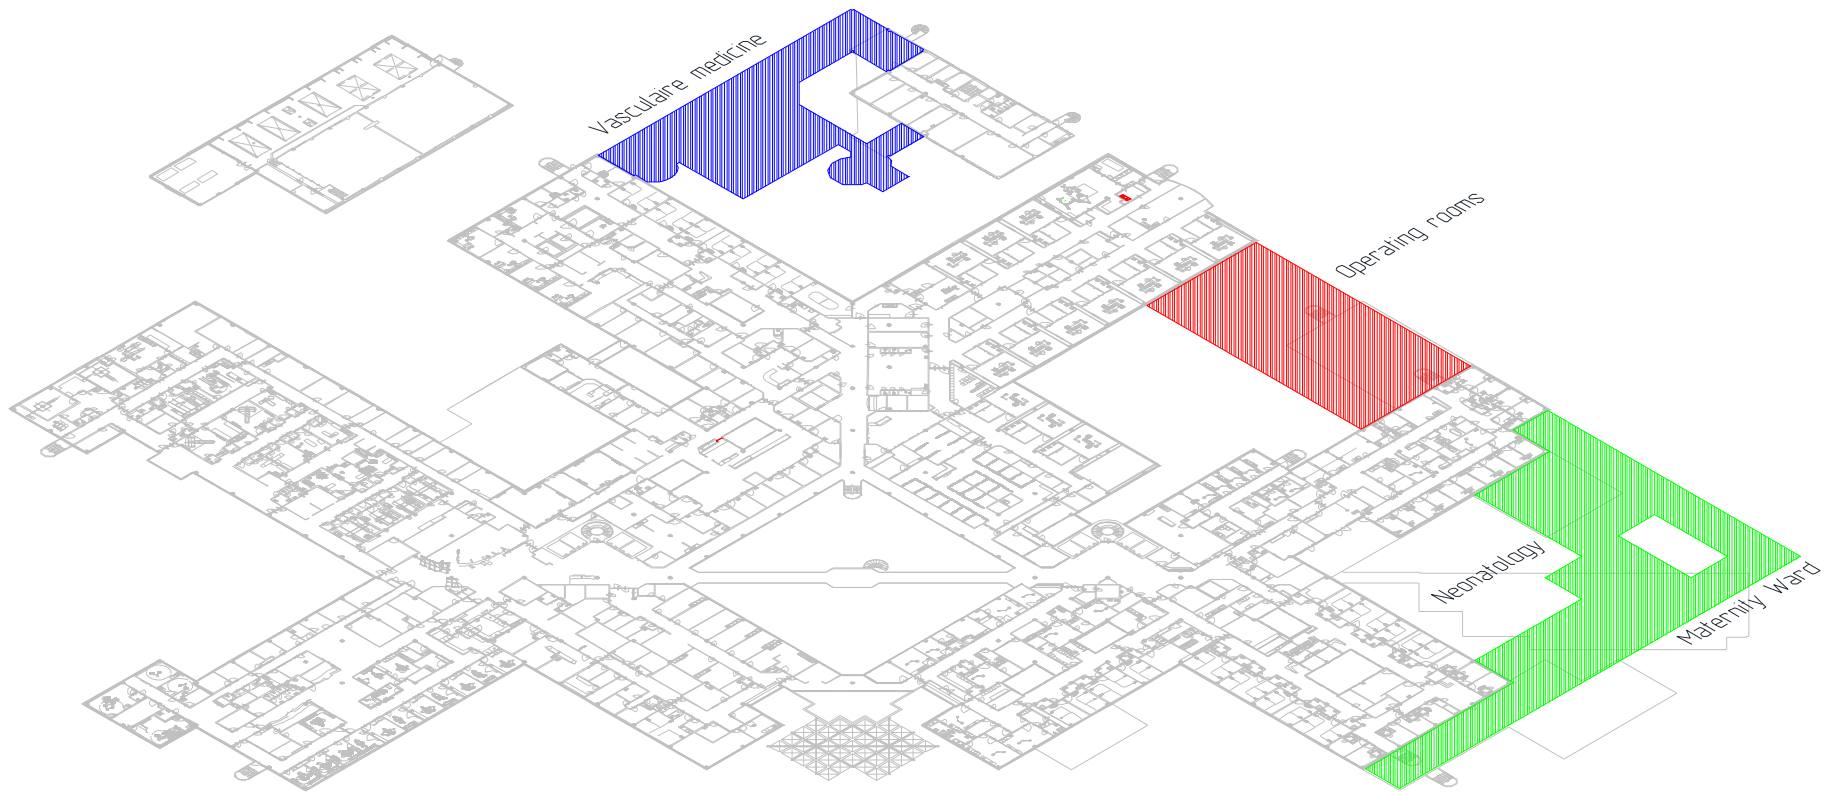 Vasculaire medicine
Operating rooms
Neonatology
Maternity Ward